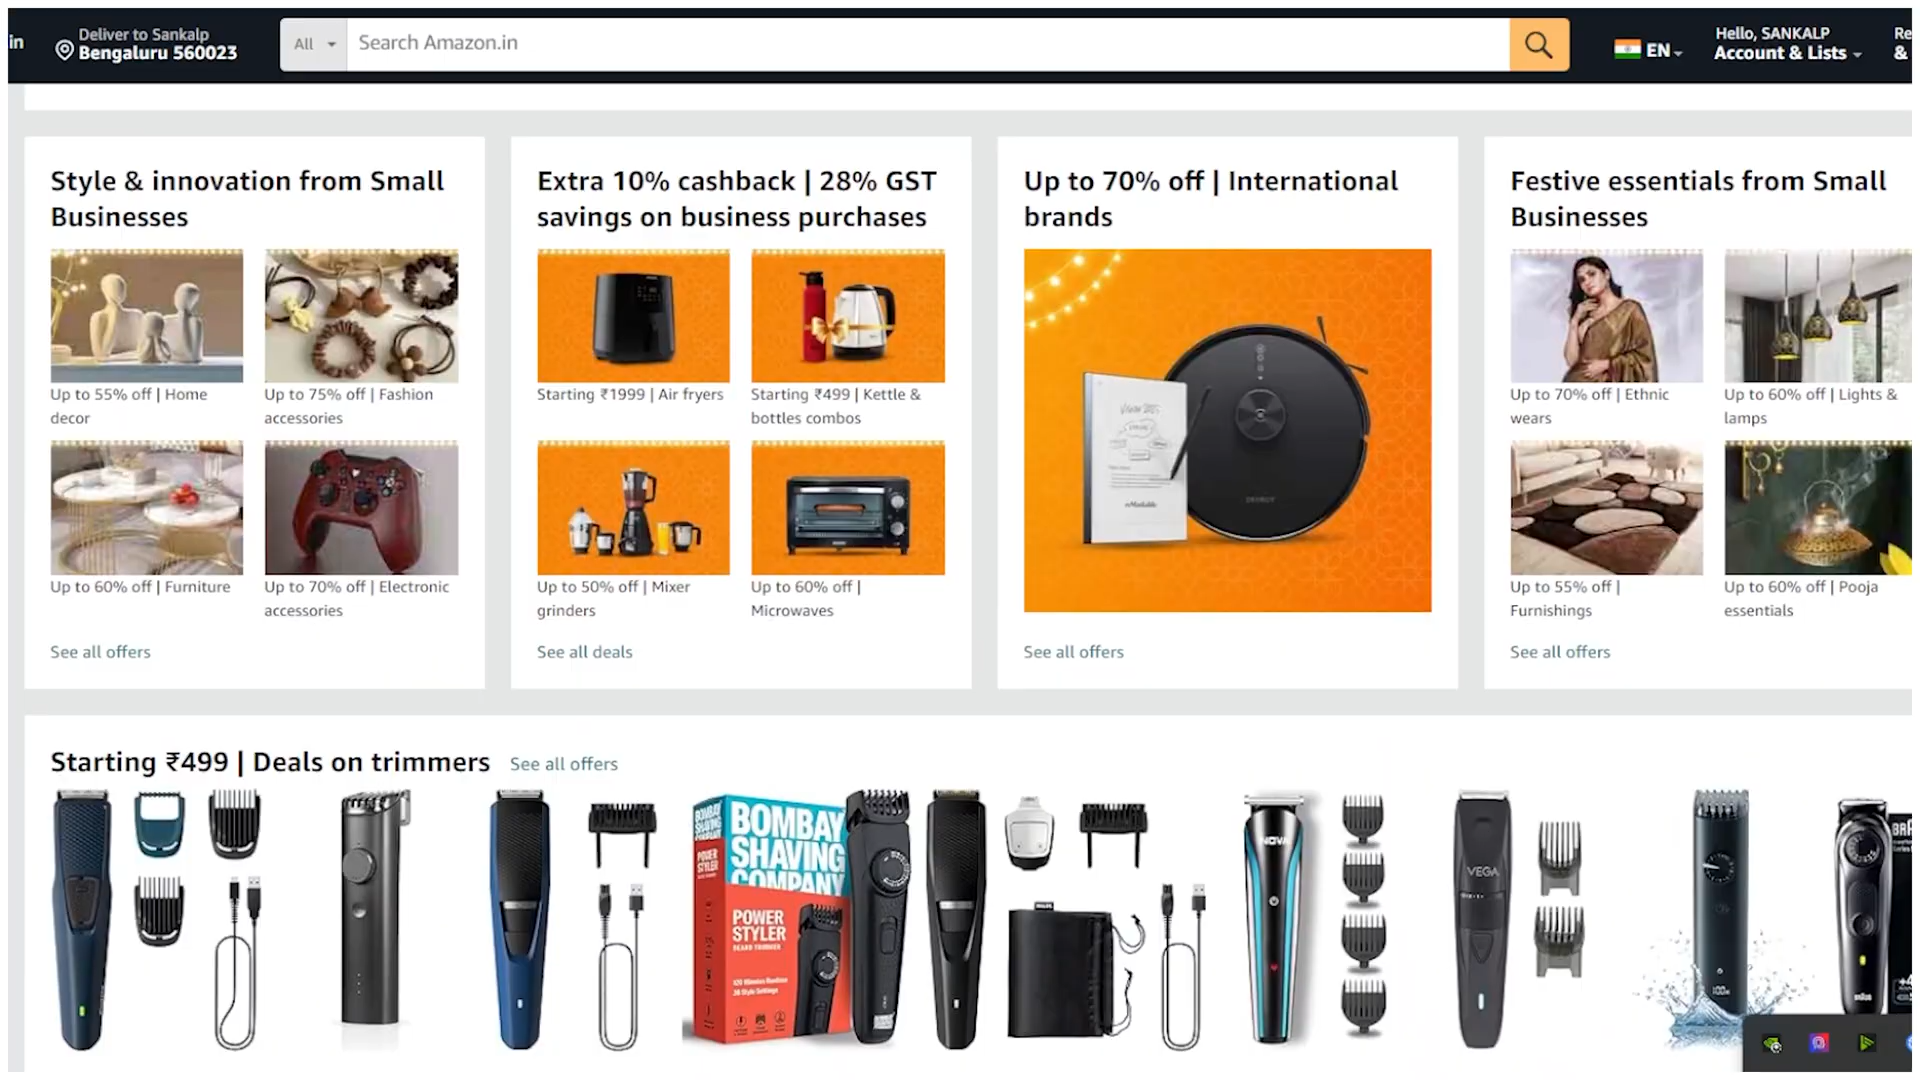 in
Deliver to Sankalp
Bengaluru 560023
All
Search Amazon.in
EN
Hello, SANKALP
Account & Lists
Re
&
Style & innovation from Small
Businesses
Up to 55% off | Home
decor
Up to 75% off | Fashion
accessories
Up to 60% off | Furniture
Up to 70% off | Electronic
accessories
See all offers
Extra 10% cashback | 28% GST
savings on business purchases
Starting ₹1999 | Air fryers
Starting ₹499 | Kettle &
bottles combos
Up to 50% off | Mixer
grinders
Up to 60% off |
Microwaves
See all deals
Up to 70% off | International
brands
See all offers
Festive essentials from Small
Businesses
Up to 70% off | Ethnic
wears
Up to 60% off | Lights &
lamps
Up to 55% off |
Furnishings
Up to 60% off | Pooja
essentials
See all offers
Starting ₹499 | Deals on trimmers
See all offers
BOMBAY
SHAVING
COMPANY
POWER
STYLER
BEARD TRIMMER
NOVA
VEGA